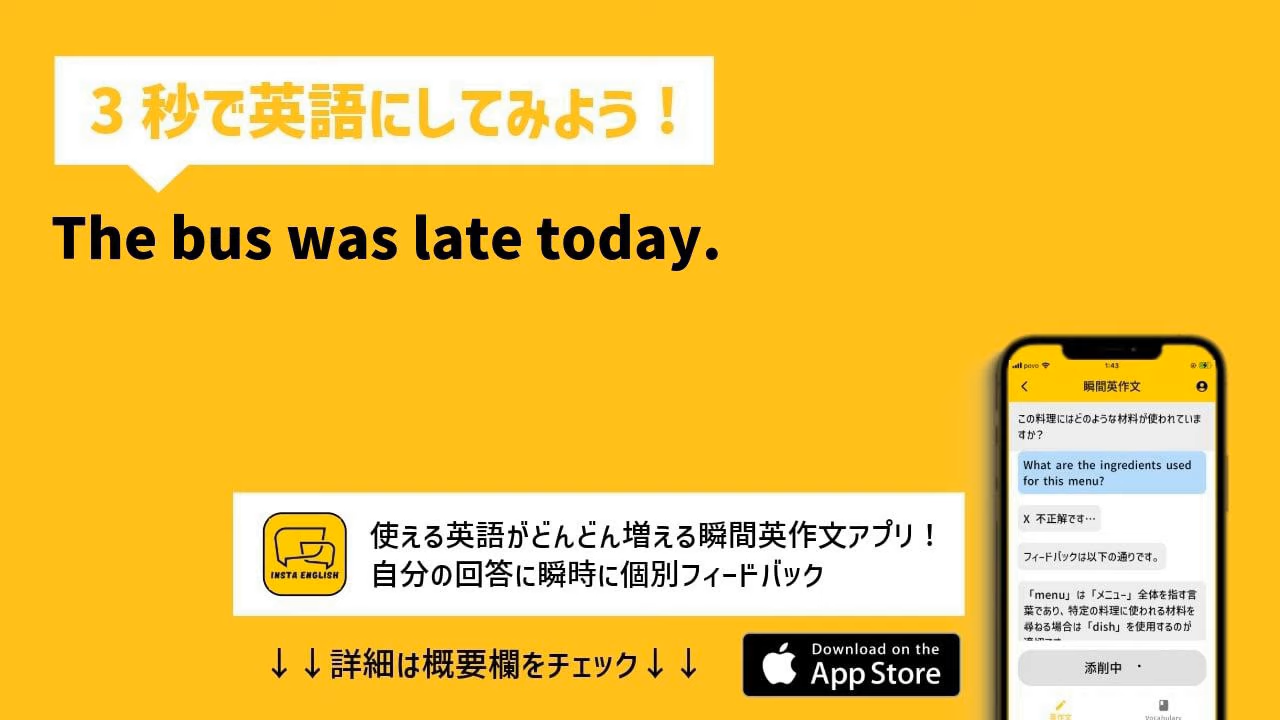 3 秒で英語にしてみよう！
The bus was late today.
povo
1:43
瞬間英作文
この料理にはどのような材料が使われていま
すか？
What are the ingredients used
for this menu?
X 不正解です…
フィードバックは以下の通りです。
「menu」は「メニュー」全体を指す言
葉であり、特定の料理に使われる材料を
尋ねる場合は「dish」を使用するのが
添削中
英作文
Vocabulary
INSTA ENGLISH
使える英語がどんどん増える瞬間英作文アプリ！
自分の回答に瞬時に個別フィードバック
↓↓詳細は概要欄をチェック↓↓
Download on the
App Store